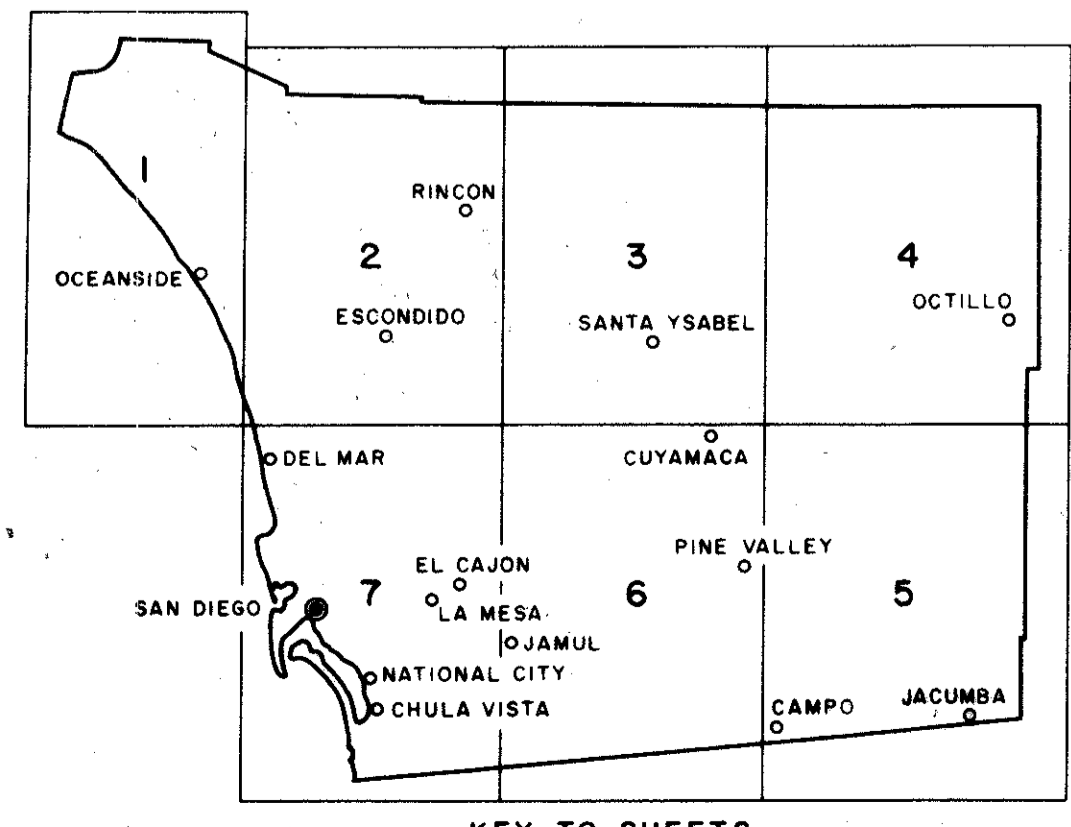 1
RINCON
2
3
4
OCEANSIDE
OCTILLO
ESCONDIDO
SANTA YSABEL
DEL MAR
CUYAMACA
PINE VALLEY
EL CAJON
SAN DIEGO
7
6
5
LA MESA
JAMUL
NATIONAL CITY
CHULA VISTA
CAMPO
JACUMBA
KEY TO SHEETS